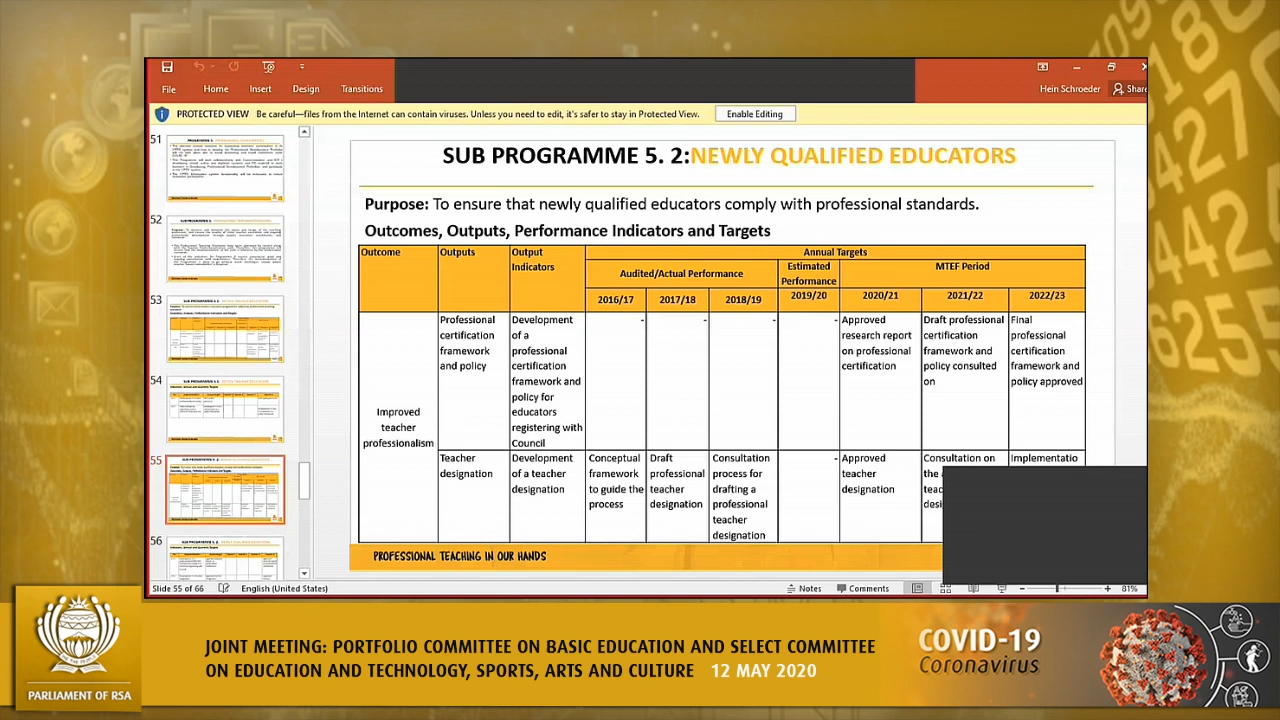 File Home Insert Design Transitions Hein Schroeder Share
PROTECTED VIEW Be careful—files from the Internet can contain viruses. Unless you need to edit, it's safer to stay in Protected View. Enable Editing
51
52
53
54
55
56
SUB PROGRAMME 5. 2:NEWLY QUALIFIED EDUCATORS
Purpose: To ensure that newly qualified educators comply with professional standards.
Outcomes, Outputs, Performance Indicators and Targets
Outcome
Outputs
Output
Indicators
Annual Targets
Audited/Actual Performance
Estimated
Performance
MTEF Period
2016/17 2017/18 2018/19 2019/20 2020/21 2021/22 2022/23
Improved
teacher
professionalism
Professional
certification
framework
and policy
Development
of a
professional
certification
framework and
policy for
educators
registering with
Council
- - - -
Approved
research report
on professional
certification
Draft professional
certification
framework and
policy consulted
on
Final
professional
certification
framework and
policy approved
Teacher
designation
Development
of a teacher
designation
Conceptual
framework
to guide the
process
Draft
professional
teacher
designation
Consultation
process for
drafting a
professional
teacher
designation
-
Approved
teacher
designation
Consultation on
the
teac
desi
Implementatio
PROFESSIONAL TEACHING IN OUR HANDS
Slide 55 of 66 English (United States) Notes Comments 81%
JOINT MEETING: PORTFOLIO COMMITTEE ON BASIC EDUCATION AND SELECT COMMITTEE
ON EDUCATION AND TECHNOLOGY, SPORTS, ARTS AND CULTURE 12 MAY 2020
COVID-19
Coronavirus
PARLIAMENT OF RSA